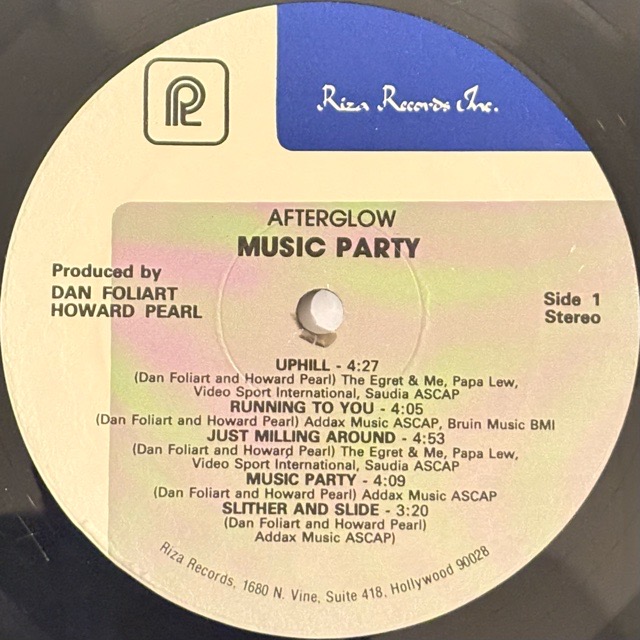 PL
Riza Records Inc.
AFTERGLOW
MUSIC PARTY
Produced by
DAN FOLIART
HOWARD PEARL
Side 1
Stereo
UPHILL - 4:27
(Dan Foliart and Howard Pearl) The Egret & Me, Papa Lew,
Video Sport International, Saudia ASCAP
RUNNING TO YOU - 4:05
(Dan Foliart and Howard Pearl) Addax Music ASCAP, Bruin Music BMI
JUST MILLING AROUND - 4:53
(Dan Foliart and Howard Pearl) The Egret & Me, Papa Lew,
Video Sport International, Saudia ASCAP
MUSIC PARTY - 4:09
(Dan Foliart and Howard Pearl) Addax Music ASCAP
SLITHER AND SLIDE - 3:20
(Dan Foliart and Howard Pearl)
Addax Music ASCAP)
Riza Records, 1680 N. Vine, Suite 418, Hollywood 90028